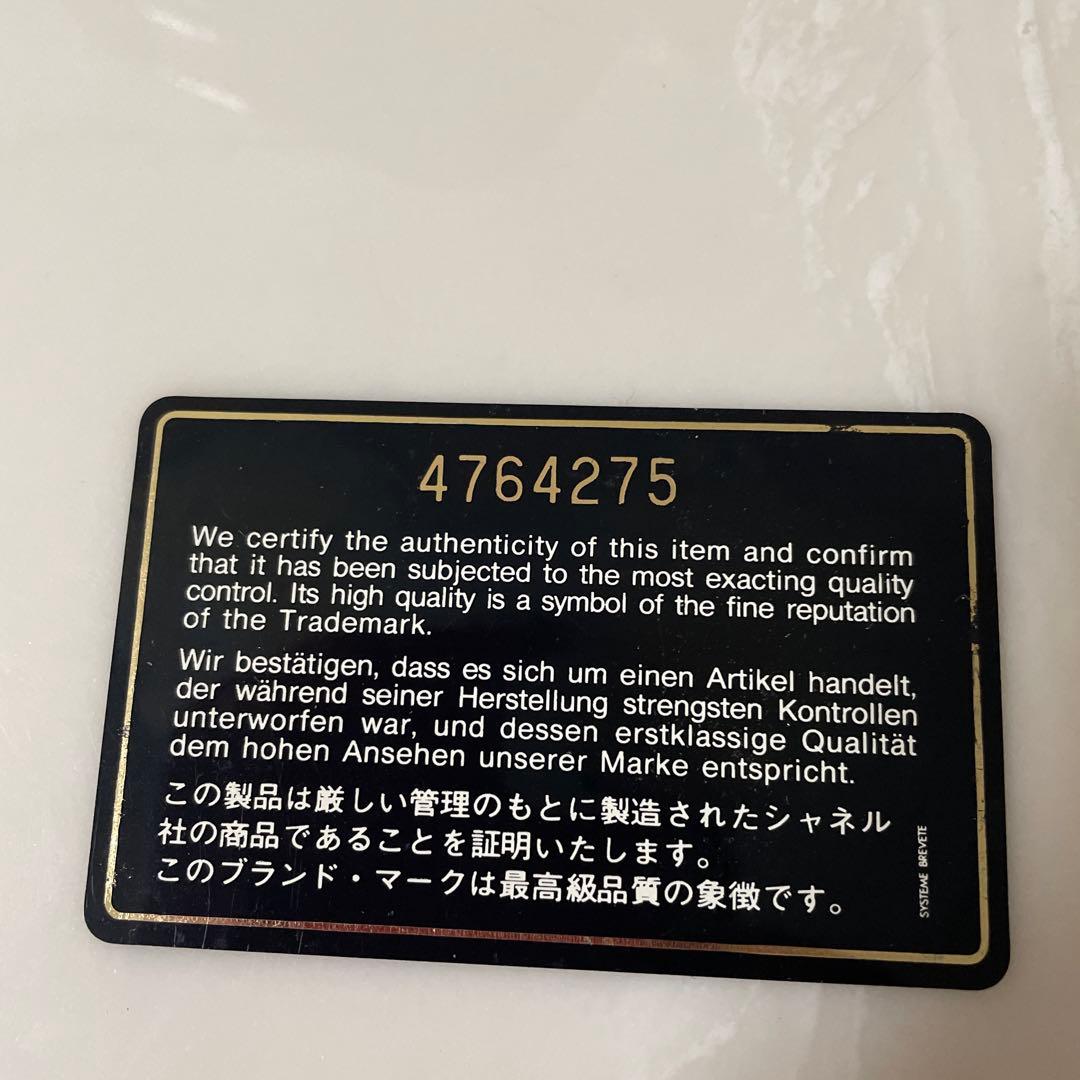 4764275
We certify the authenticity of this item and confirm
that it has been subjected to the most exacting quality
control. Its high quality is a symbol of the fine reputation
of the Trademark.
Wir bestätigen, dass es sich um einen Artikel handelt,
der während seiner Herstellung strengsten Kontrollen
unterworfen war, und dessen erstklassige Qualität
dem hohen Ansehen unserer Marke entspricht.
この製品は厳しい管理のもとに製造されたシャネル
社の商品であることを証明いたします。
このブランド・マークは最高級品質の象徴です。
SYSTEME BREVETE